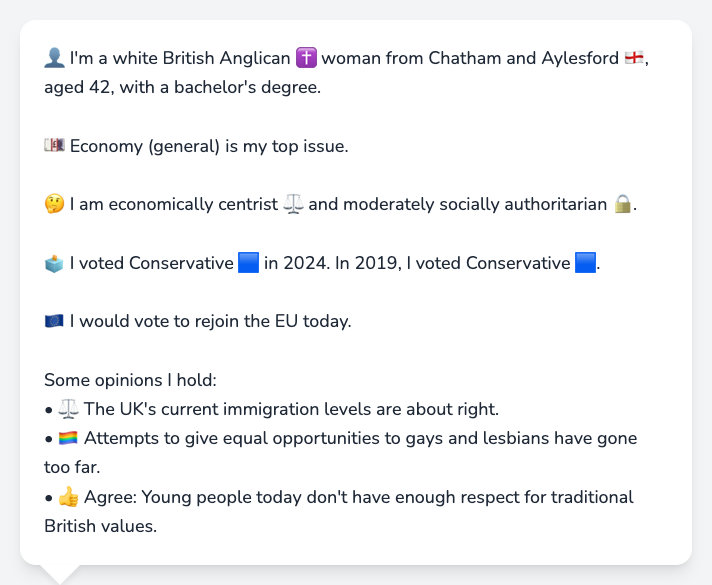 👤 I'm a white British Anglican ✝️ woman from Chatham and Aylesford 🏴󠁧󠁢󠁥󠁮󠁧󠁿,
aged 42, with a bachelor's degree.
💷 Economy (general) is my top issue.
🤔 I am economically centrist ⚖️ and moderately socially authoritarian 🔒.
🗳️ I voted Conservative 🟦 in 2024. In 2019, I voted Conservative 🟦.
🇪🇺 I would vote to rejoin the EU today.
Some opinions I hold:
• ⚖️ The UK's current immigration levels are about right.
• 🏳️‍🌈 Attempts to give equal opportunities to gays and lesbians have gone
too far.
• 👍 Agree: Young people today don't have enough respect for traditional
British values.